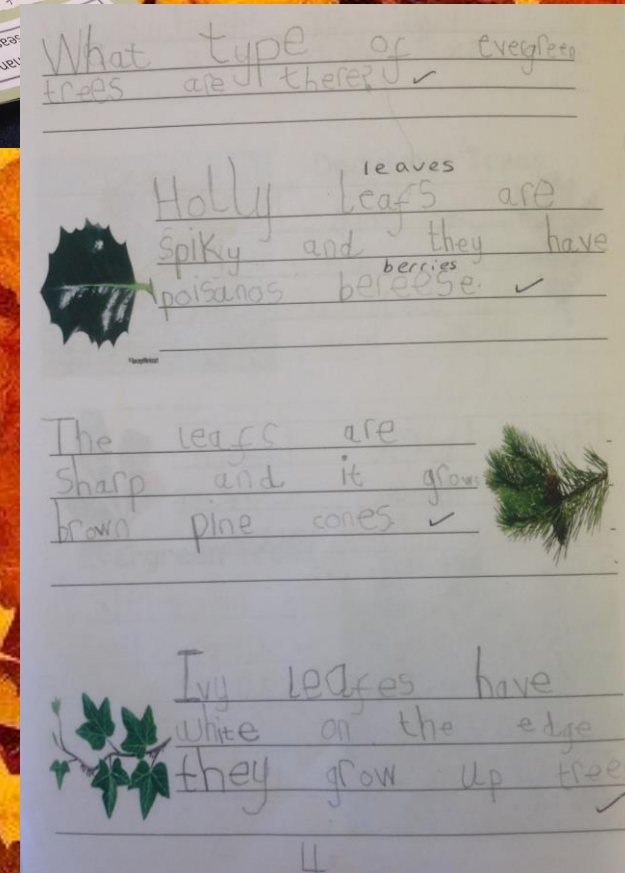 What type of evergreen
trees are there? ✓
leaves
Holly leafs are
spiky and they have
berries
poisanos bereese. ✓
The leafs are
sharp and it grows
brown pine cones ✓
Ivy leafes have
white on the edge
they grow up tree
✓
4